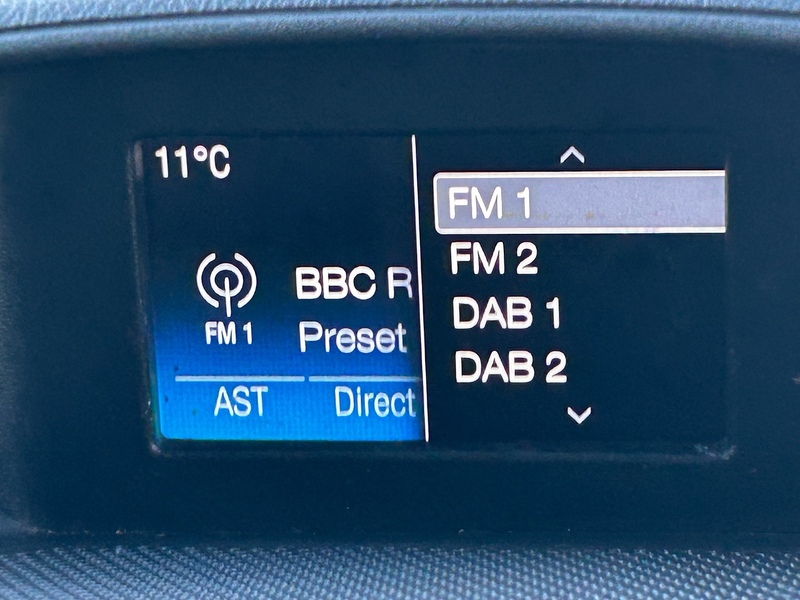 11°C
BBC R
FM 1
Preset
AST
Direct
FM 1
FM 2
DAB 1
DAB 2